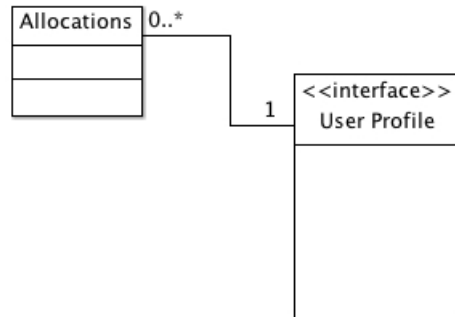 Allocations
0..*
1
<<interface>>
User Profile